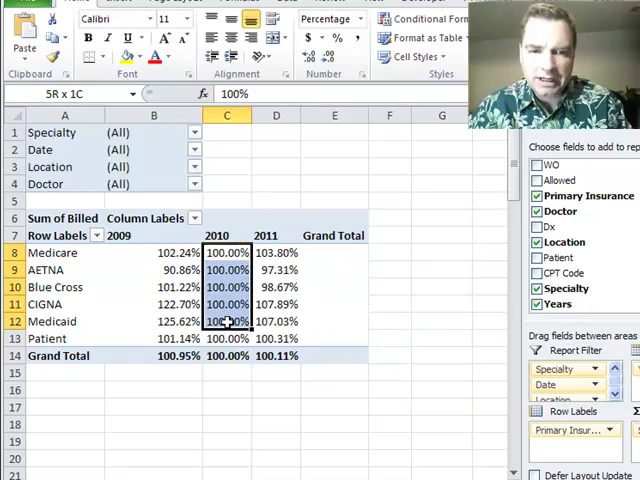 Calibri 11 Percentage Conditional Form
Paste B I U A A $ % , Format as Table
Cell Styles
Clipboard Font Alignment Number Styles
5R x 1C fx 100%
A B C D E F G
1 Specialty (All)
2 Date (All)
3 Location (All)
4 Doctor (All)
5
6 Sum of Billed Column Labels
7 Row Labels 2009 2010 2011 Grand Total
8 Medicare 102.24% 100.00% 103.80%
9 AETNA 90.86% 100.00% 97.31%
10 Blue Cross 101.22% 100.00% 98.67%
11 CIGNA 122.70% 100.00% 107.89%
12 Medicaid 125.62% 107.03%
13 Patient 101.14% 100.00% 100.31%
14 Grand Total 100.95% 100.00% 100.11%
15
16
17
18
19
20
21
Choose fields to add to repo
WO
Allowed
Primary Insurance
Doctor
Dx
Location
Patient
CPT Code
Specialty
Years
Drag fields between areas
Report Filter
Specialty
Date
Location
Row Labels Σ
Primary Insur...
Defer Layout Update